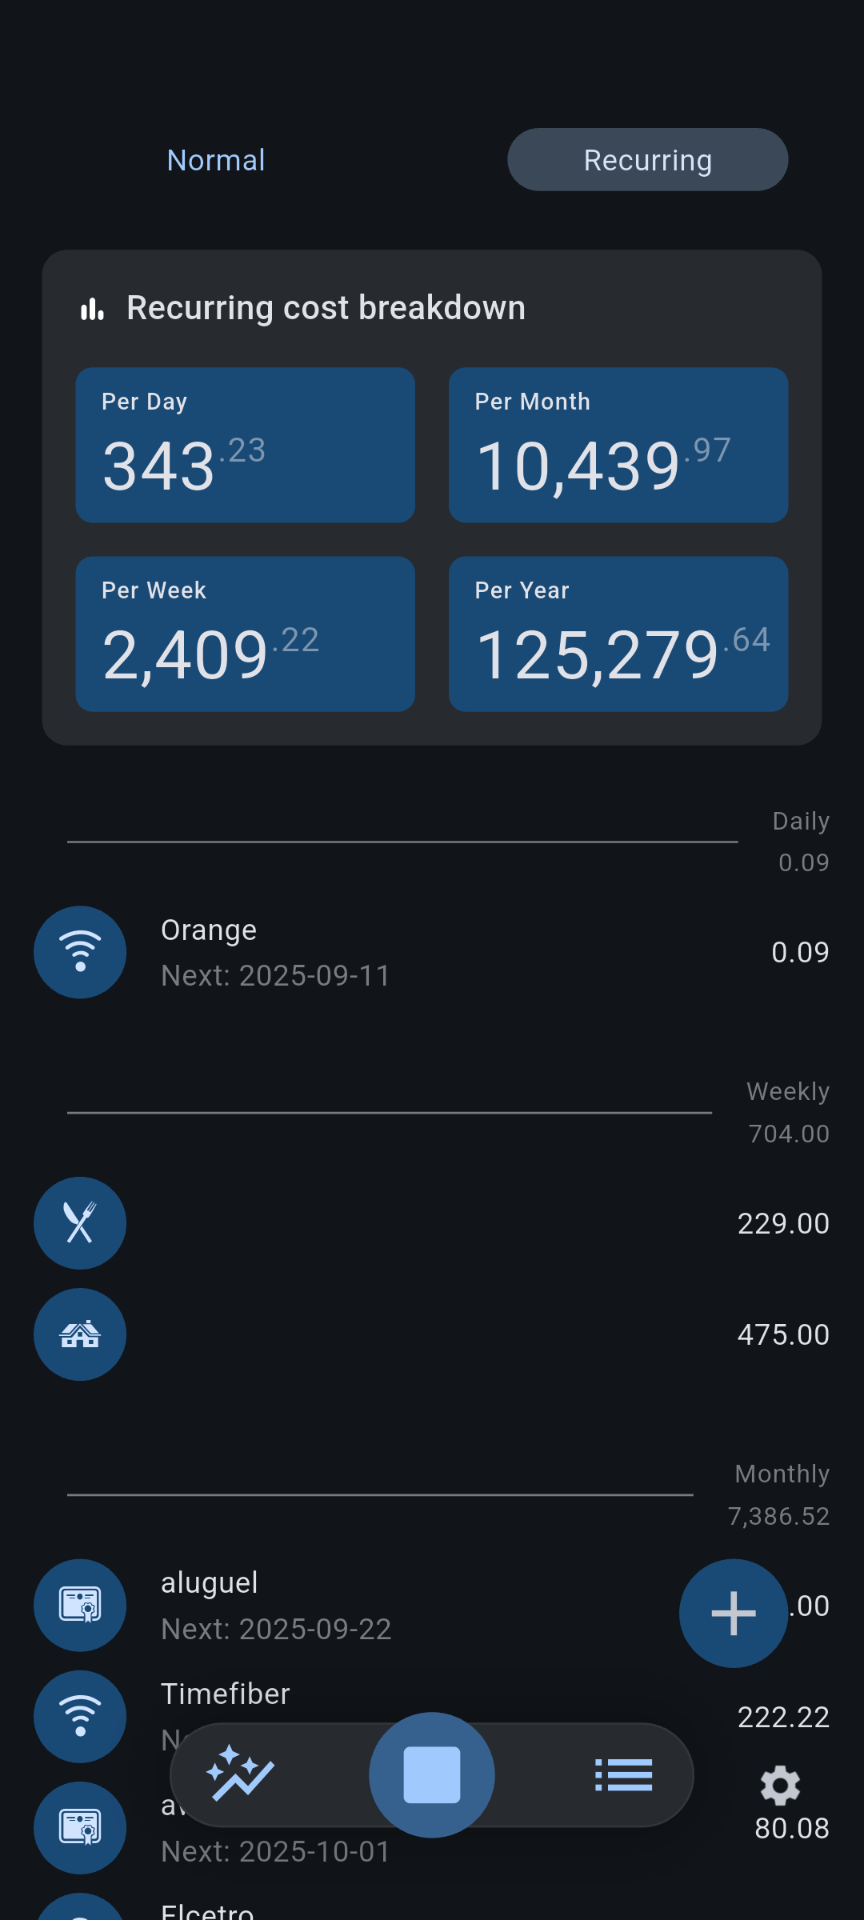 Normal
Recurring
Recurring cost breakdown
Per Day
343.23
Per Month
10,439.97
Per Week
2,409.22
Per Year
125,279.64
Daily
0.09
Orange
Next: 2025-09-11
0.09
Weekly
704.00
229.00
475.00
Monthly
7,386.52
aluguel
Next: 2025-09-22
.00
Timefiber
222.22
80.08
Next: 2025-10-01
Elcetro